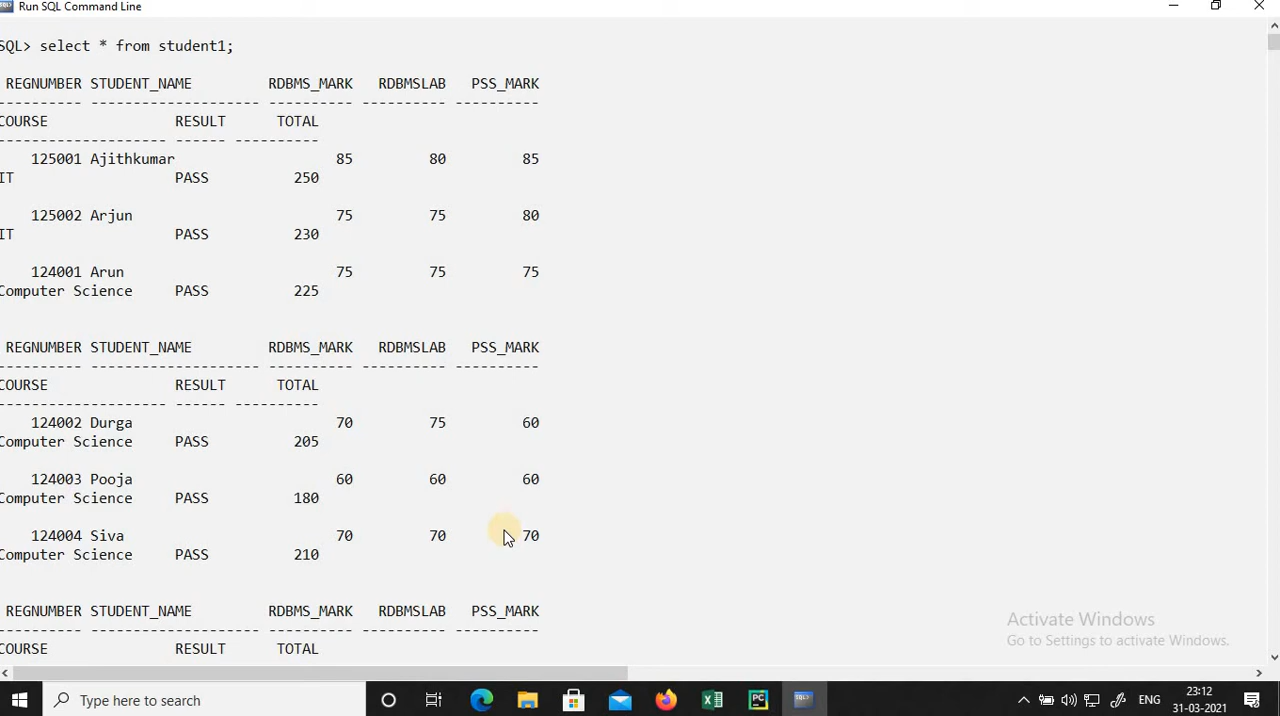 Run SQL Command Line
SQL> select * from student1;
REGNUMBER STUDENT_NAME RDBMS_MARK RDBMSLAB PSS_MARK
---------- -------------------- ---------- ---------- ----------
COURSE RESULT TOTAL
-------------------- ------ ----------
125001 Ajithkumar 85 80 85
IT PASS 250
125002 Arjun 75 75 80
IT PASS 230
124001 Arun 75 75 75
Computer Science PASS 225
REGNUMBER STUDENT_NAME RDBMS_MARK RDBMSLAB PSS_MARK
---------- -------------------- ---------- ---------- ----------
COURSE RESULT TOTAL
-------------------- ------ ----------
124002 Durga 70 75 60
Computer Science PASS 205
124003 Pooja 60 60 60
Computer Science PASS 180
124004 Siva 70 70 70
Computer Science PASS 210
REGNUMBER STUDENT_NAME RDBMS_MARK RDBMSLAB PSS_MARK
---------- -------------------- ---------- ---------- ----------
COURSE RESULT TOTAL
Activate Windows
Go to Settings to activate Windows.
Type here to search
ENG
23:12
31-03-2021